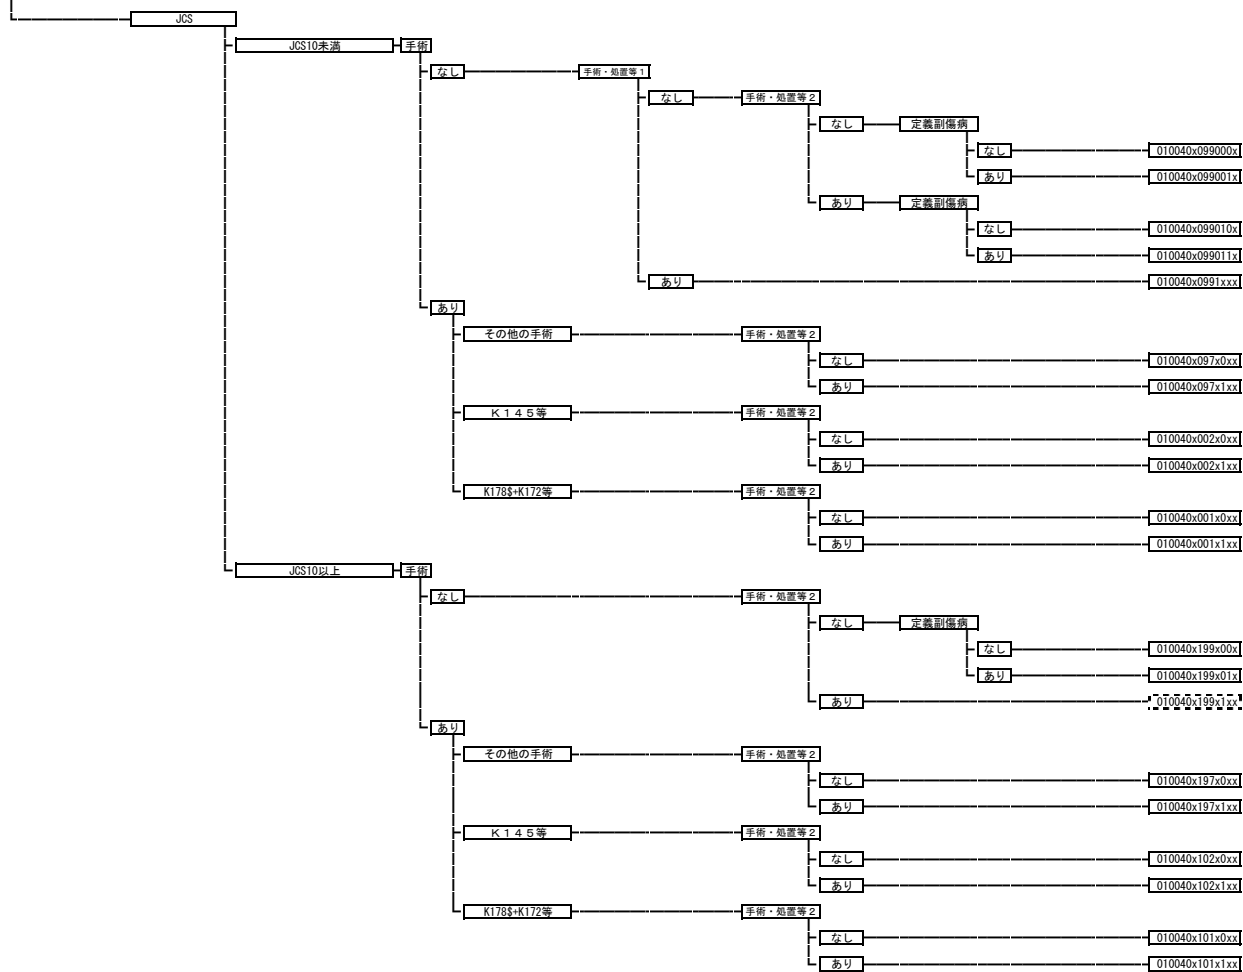 JCS
JCS10未満 手術
なし 手術・処置等1
なし 手術・処置等2
なし 定義副傷病
なし 010040x099000x
あり 010040x099001x
あり 定義副傷病
なし 010040x099010x
あり 010040x099011x
あり 010040x0991xxx
あり
その他の手術 手術・処置等2
なし 010040x097x0xx
あり 010040x097x1xx
K145等 手術・処置等2
なし 010040x002x0xx
あり 010040x002x1xx
K178$+K172等 手術・処置等2
なし 010040x001x0xx
あり 010040x001x1xx
JCS10以上 手術
なし 手術・処置等2
なし 定義副傷病
なし 010040x199x00x
あり 010040x199x01x
あり 010040x199x1xx
あり
その他の手術 手術・処置等2
なし 010040x197x0xx
あり 010040x197x1xx
K145等 手術・処置等2
なし 010040x102x0xx
あり 010040x102x1xx
K178$+K172等 手術・処置等2
なし 010040x101x0xx
あり 010040x101x1xx